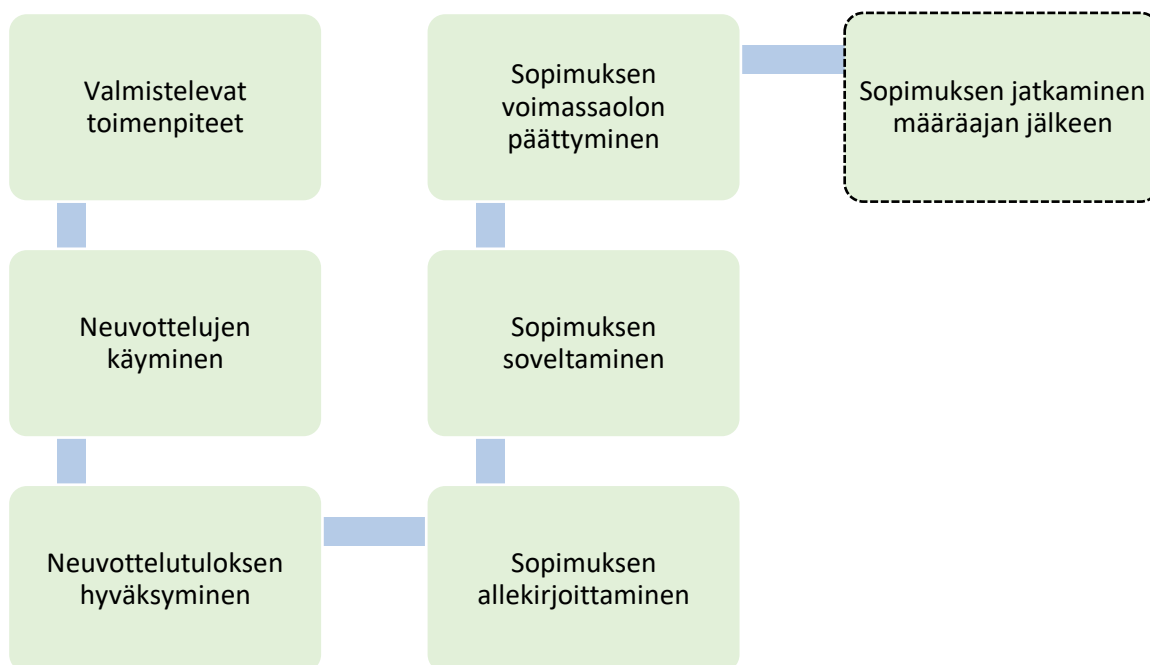 Valmistelevat
toimenpiteet
Neuvottelujen
käyminen
Neuvottelutuloksen
hyväksyminen
Sopimuksen
allekirjoittaminen
Sopimuksen
soveltaminen
Sopimuksen
voimassaolon
päättyminen
Sopimuksen jatkaminen
määräajan jälkeen